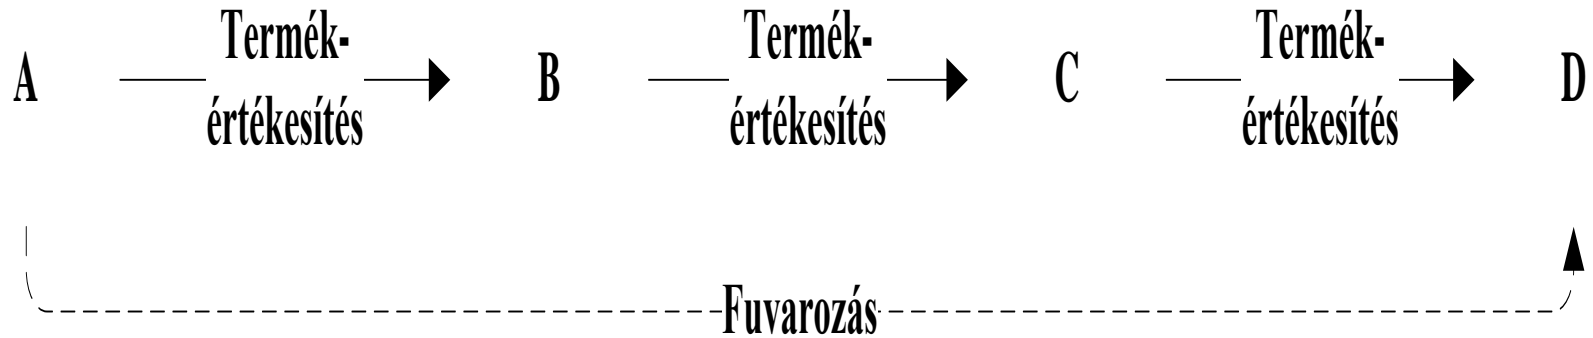 A
Termék-
értékesítés
B
Termék-
értékesítés
C
Termék-
értékesítés
D
Fuvarozás